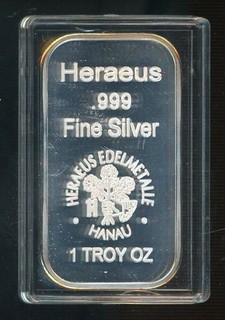 Heraeus
.999
Fine Silver
HERAEUS EDELMETALLE
HANAU
1 TROY OZ